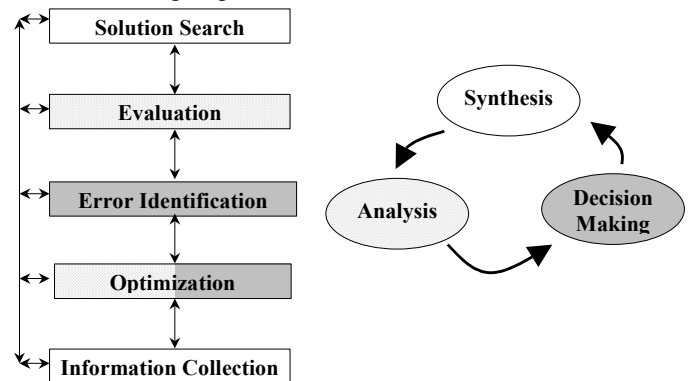 Solution Search
Evaluation
Error Identification
Optimization
Information Collection
Synthesis
Analysis
Decision
Making